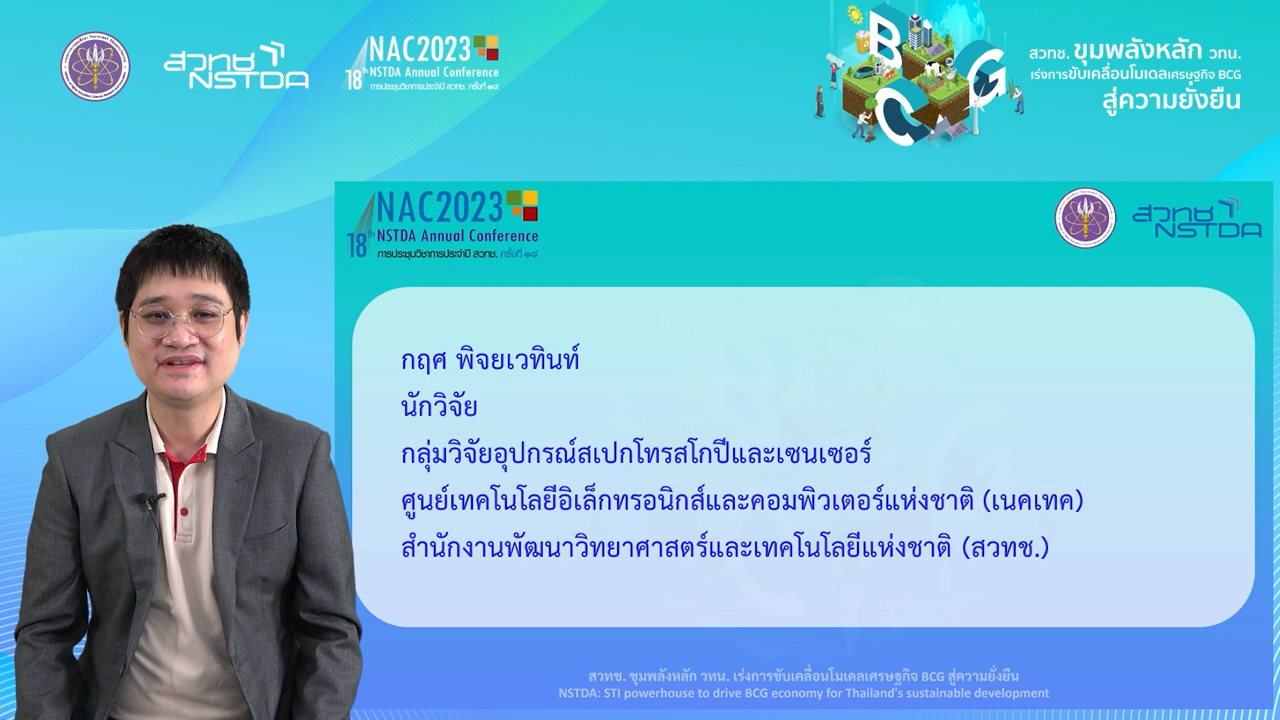 สวทช
NSTDA
NAC2023
18th NSTDA Annual Conference
การประชุมวิชาการประจำปี สวทช. ครั้งที่ ๑๘
BCG
สวทช. ขุมพลังหลัก วทน.
เร่งการขับเคลื่อนโมเดลเศรษฐกิจ BCG
สู่ความยั่งยืน
NAC2023
18th NSTDA Annual Conference
การประชุมวิชาการประจำปี สวทช. ครั้งที่ ๑๘
สวทช
NSTDA
กฤศ พิจยเวทินท์
นักวิจัย
กลุ่มวิจัยอุปกรณ์สเปกโทรสโกปีและเซนเซอร์
ศูนย์เทคโนโลยีอิเล็กทรอนิกส์และคอมพิวเตอร์แห่งชาติ (เนคเทค)
สำนักงานพัฒนาวิทยาศาสตร์และเทคโนโลยีแห่งชาติ (สวทช.)
สวทช. ขุมพลังหลัก วทน. เร่งการขับเคลื่อนโมเดลเศรษฐกิจ BCG สู่ความยั่งยืน
NSTDA: STI powerhouse to drive BCG economy for Thailand's sustainable development